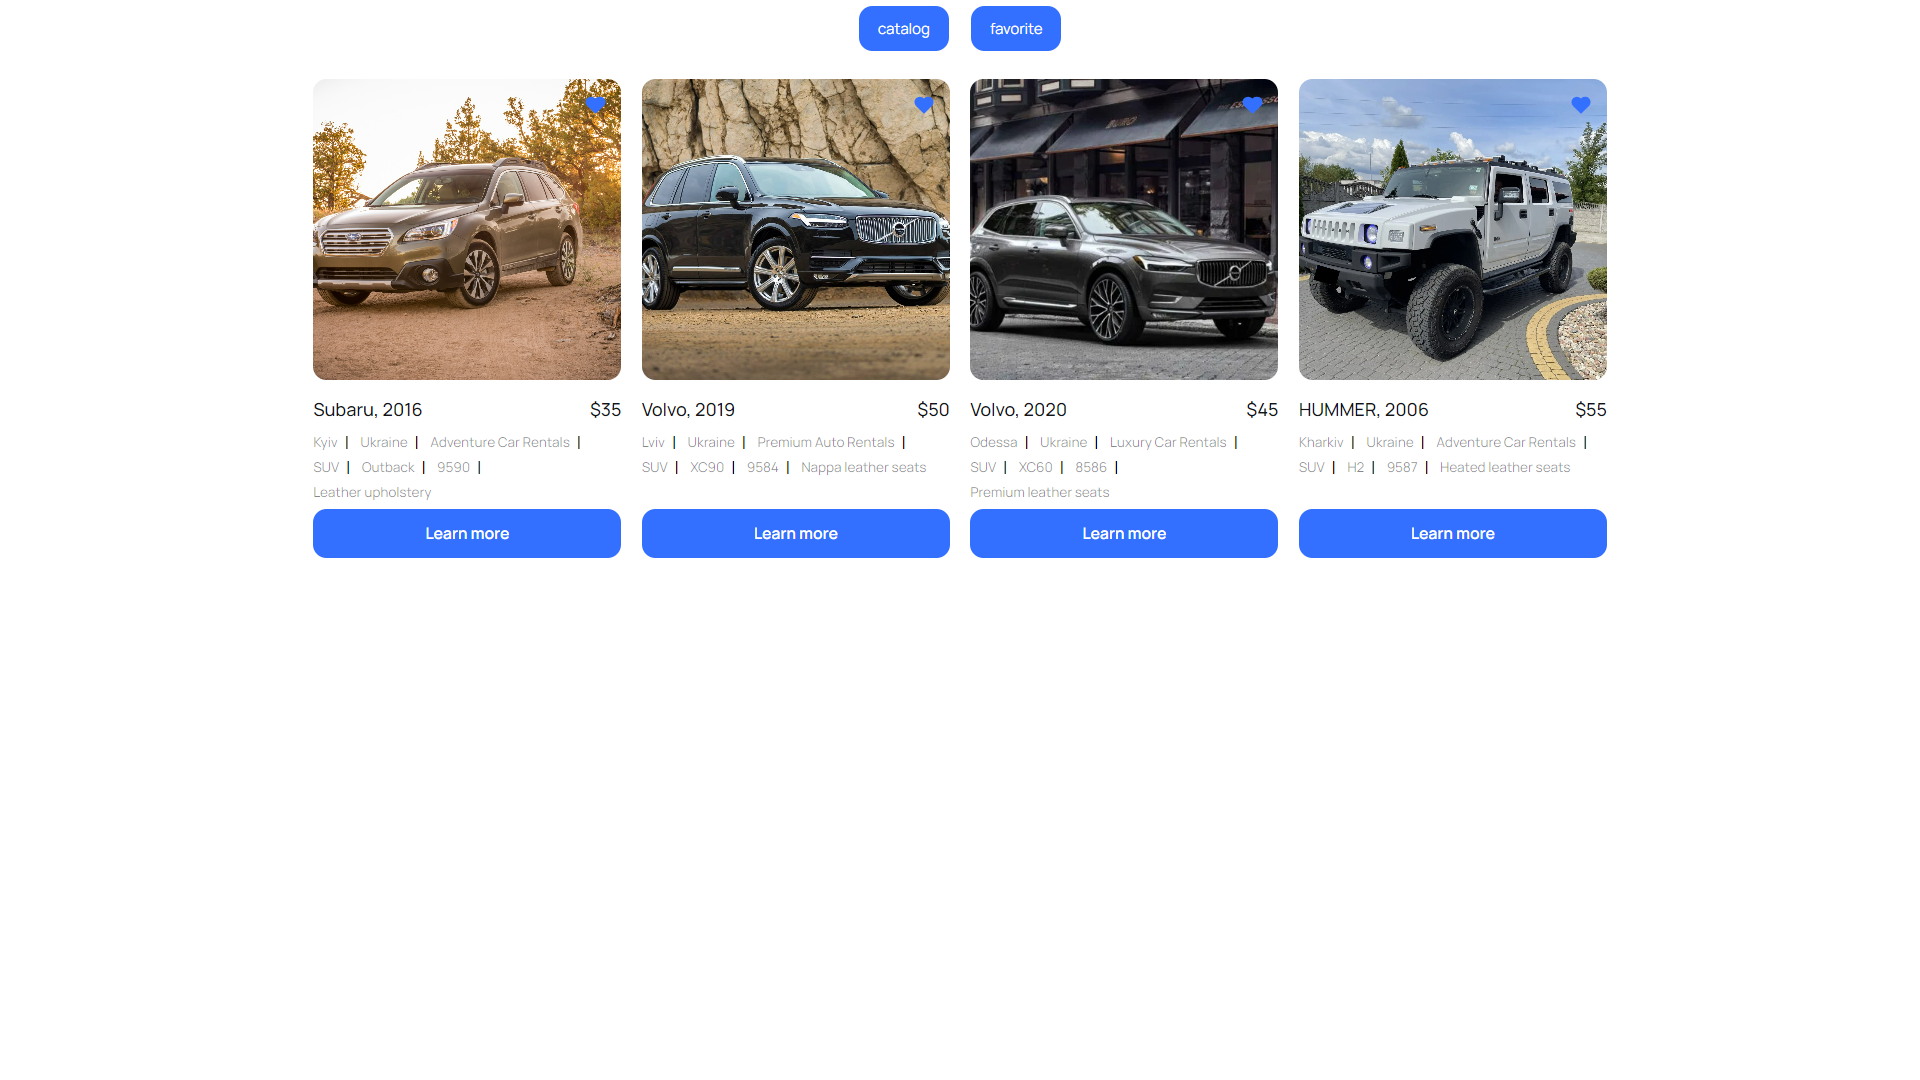 catalog
favorite
Subaru, 2016 $35
Kyiv | Ukraine | Adventure Car Rentals |
SUV | Outback | 9590 |
Leather upholstery
Learn more
Volvo, 2019 $50
Lviv | Ukraine | Premium Auto Rentals |
SUV | XC90 | 9584 | Nappa leather seats
Learn more
Volvo, 2020 $45
Odessa | Ukraine | Luxury Car Rentals |
SUV | XC60 | 8586 |
Premium leather seats
Learn more
HUMMER, 2006 $55
Kharkiv | Ukraine | Adventure Car Rentals |
SUV | H2 | 9587 | Heated leather seats
Learn more